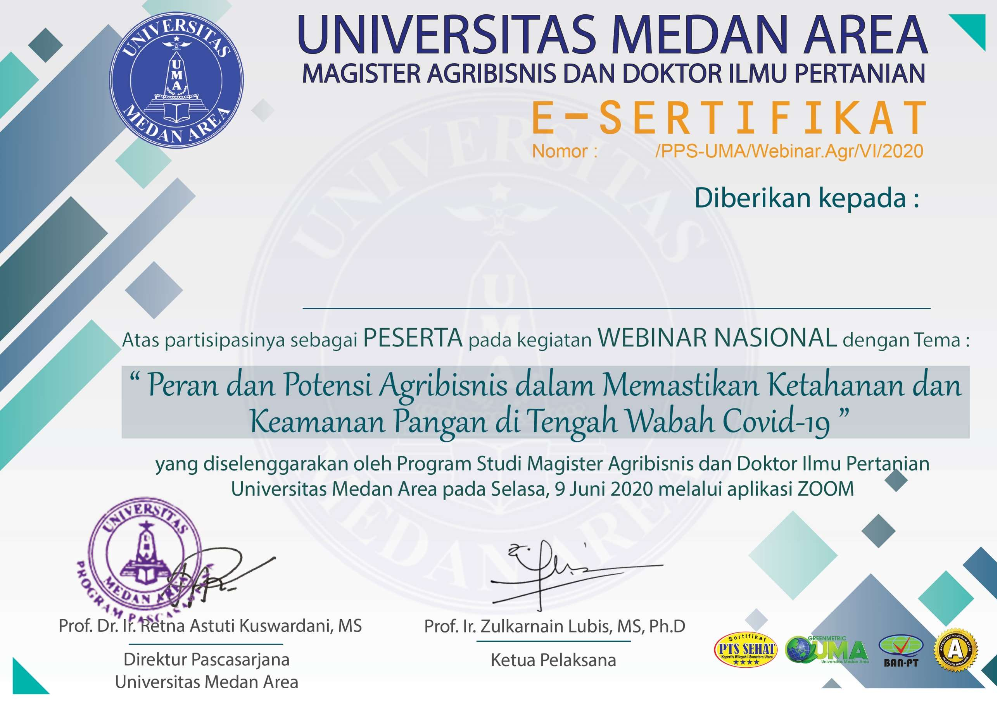 UNIVERSITAS MEDAN AREA
UMA
UNIVERSITAS MEDAN AREA
MAGISTER AGRIBISNIS DAN DOKTOR ILMU PERTANIAN
E-SERTIFIKAT
Nomor : /PPS-UMA/Webinar.Agr/VI/2020
Diberikan kepada :
UNIVERSITAS MEDAN AREA
UMA
Atas partisipasinya sebagai PESERTA pada kegiatan WEBINAR NASIONAL dengan Tema :
“ Peran dan Potensi Agribisnis dalam Memastikan Ketahanan dan
Keamanan Pangan di Tengah Wabah Covid-19 ”
yang diselenggarakan oleh Program Studi Magister Agribisnis dan Doktor Ilmu Pertanian
Universitas Medan Area pada Selasa, 9 Juni 2020 melalui aplikasi ZOOM
UNIVERSITAS MEDAN AREA
PROGRAM
Prof. Dr. Ir. Retna Astuti Kuswardani, MS
Direktur Pascasarjana
Universitas Medan Area
Prof. Ir. Zulkarnain Lubis, MS, Ph.D
Ketua Pelaksana
Sertifikat
PTS SEHAT
Kopertis Wilayah I Sumatera Utara
GREENMETRIC
UMA
Universitas Medan Area
BAN-PT
AKREDITASI PROGRAM STUDI
A
UNIVERSITAS MEDAN AREA